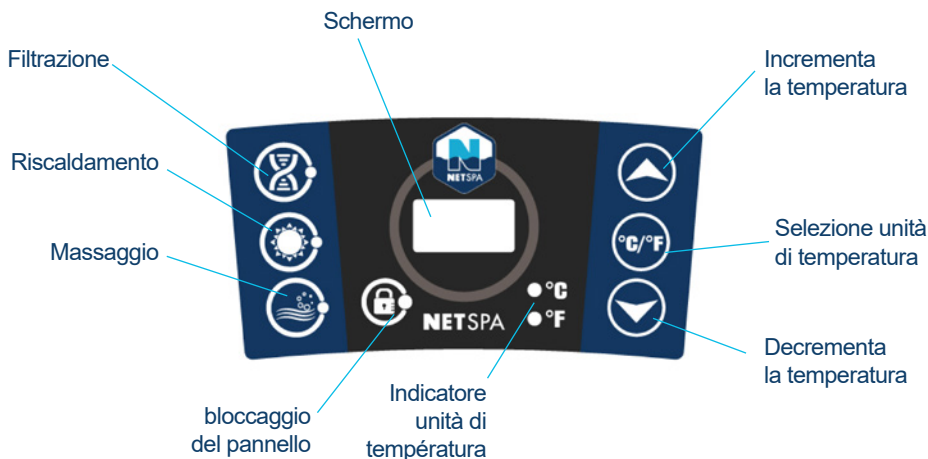 Schermo
Filtrazione
Incrementa
la temperatura
Riscaldamento
N
NETSPA
°C/°F
Selezione unità
di temperatura
Massaggio
°C
NETSPA
°F
Decrementa
la temperatura
bloccaggio
del pannello
Indicatore
unità di
température